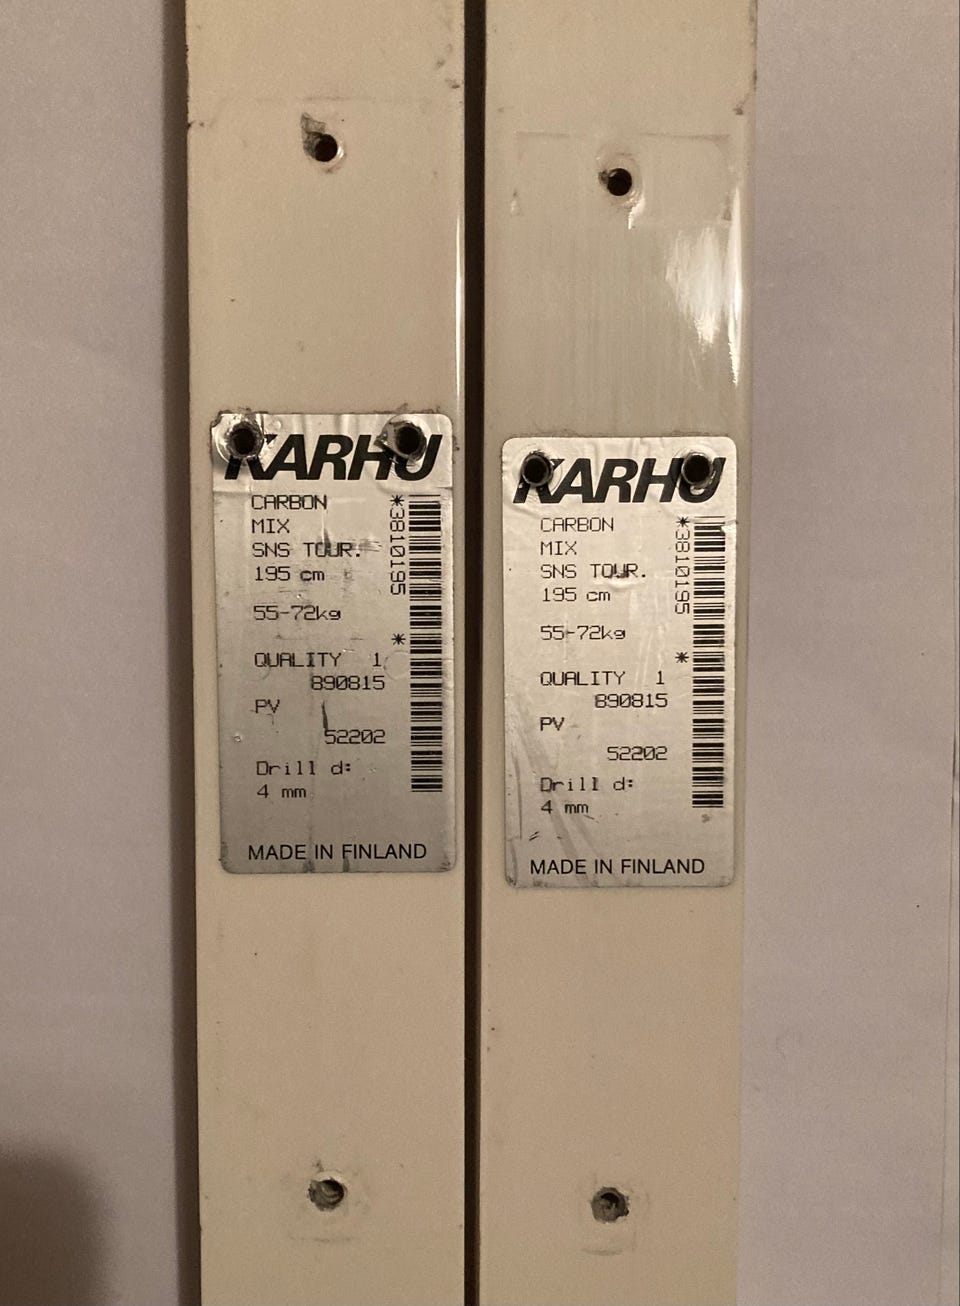 KARHU
CARBON
MIX
SNS TOUR.
195 cm
55-72kg
QUALITY 1
890815
PV
52202
Drill d:
4 mm
*3810195*
MADE IN FINLAND
KARHU
CARBON
MIX
SNS TOUR.
195 cm
55-72kg
QUALITY 1
890815
PV
52202
Drill d:
4 mm
*3810195*
MADE IN FINLAND